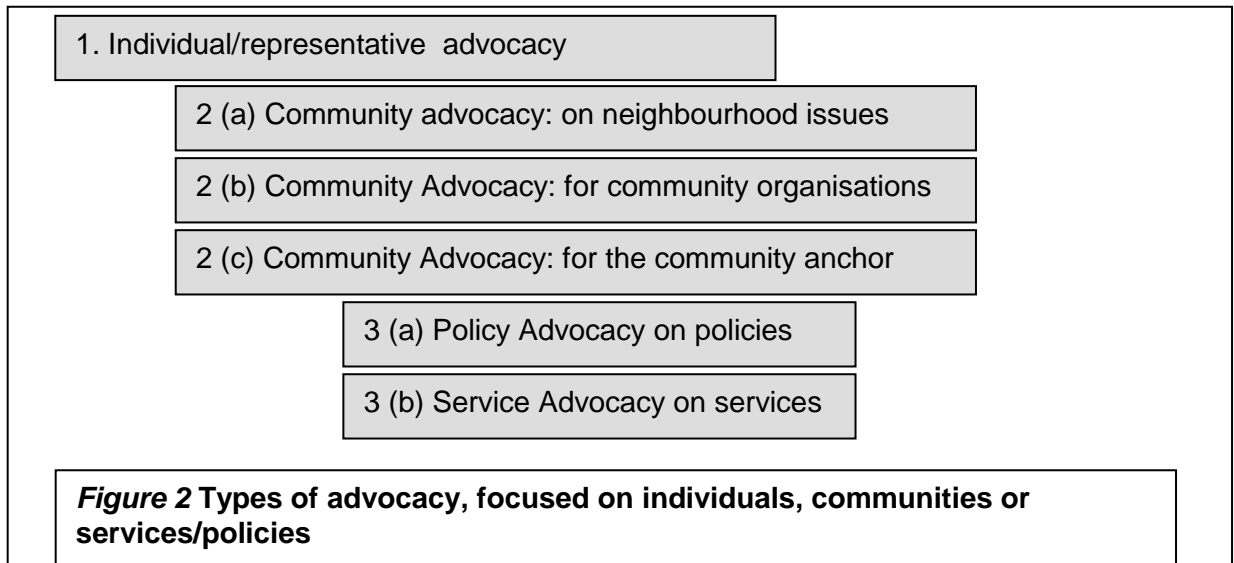 1. Individual/representative advocacy
2 (a) Community advocacy: on neighbourhood issues
2 (b) Community Advocacy: for community organisations
2 (c) Community Advocacy: for the community anchor
3 (a) Policy Advocacy on policies
3 (b) Service Advocacy on services
Figure 2 Types of advocacy, focused on individuals, communities or
services/policies